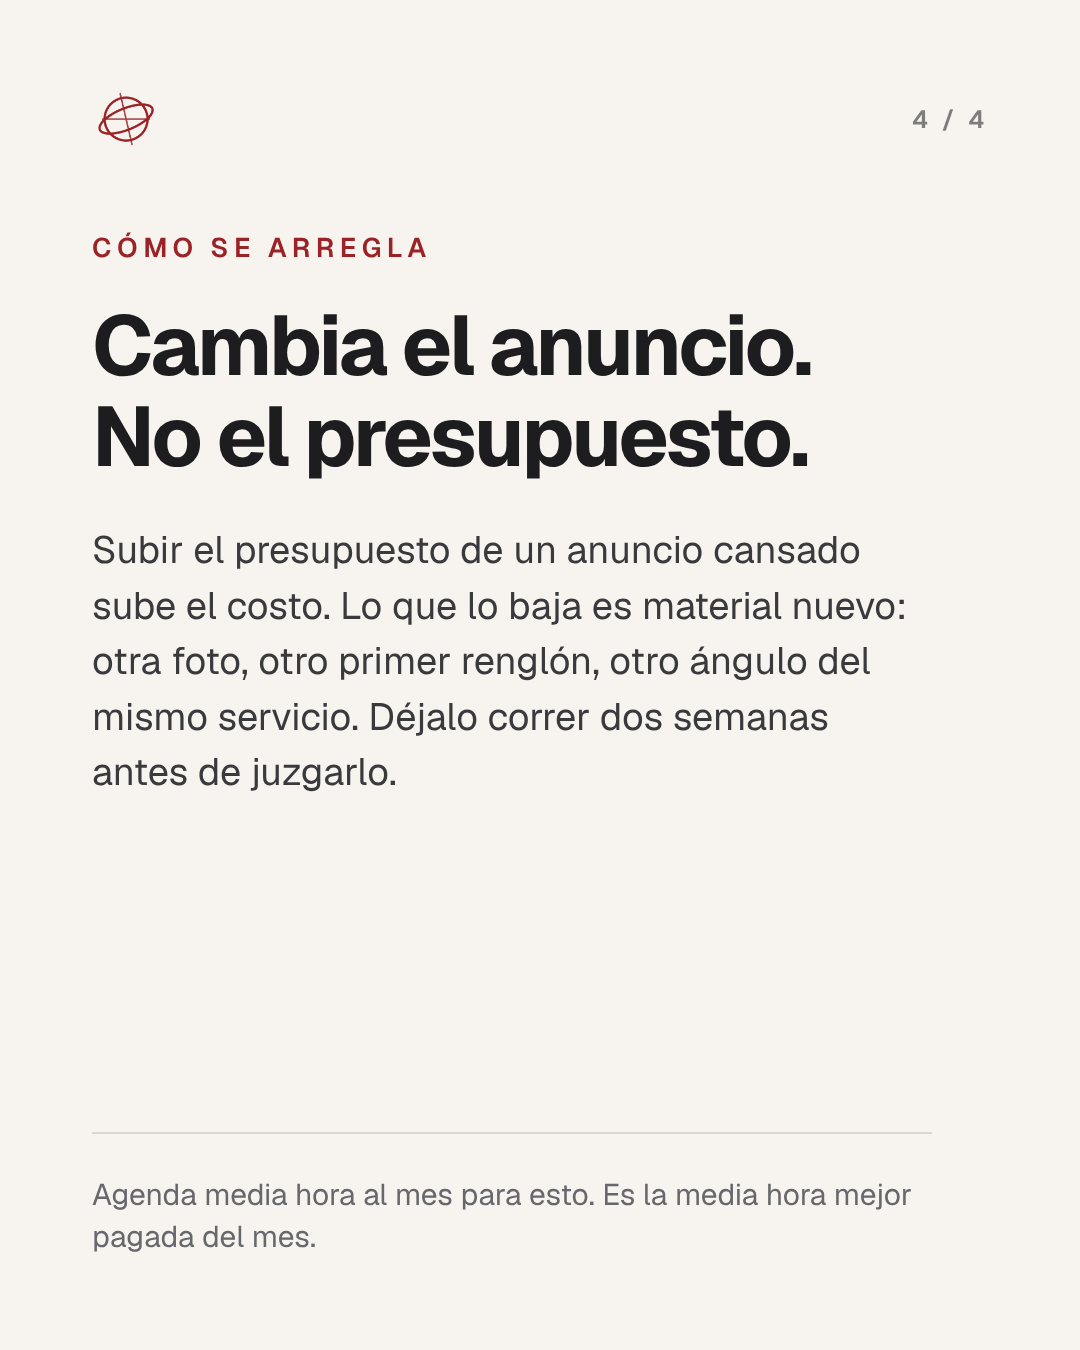 4 / 4
CÓMO SE ARREGLA
Cambia el anuncio.
No el presupuesto.
Subir el presupuesto de un anuncio cansado
sube el costo. Lo que lo baja es material nuevo:
otra foto, otro primer renglón, otro ángulo del
mismo servicio. Déjalo correr dos semanas
antes de juzgarlo.
Agenda media hora al mes para esto. Es la media hora mejor
pagada del mes.